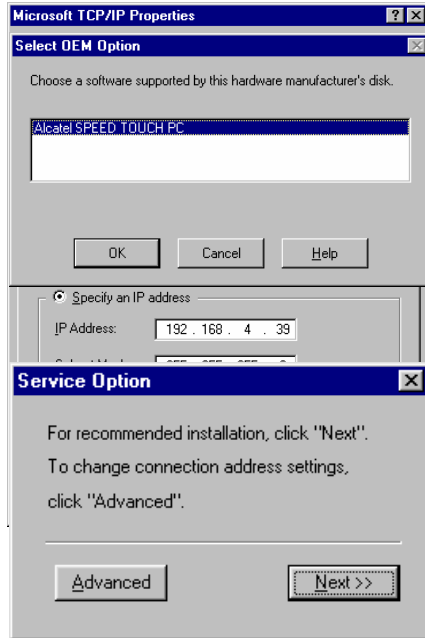 Microsoft TCP/IP Properties
Select OEM Option
Choose a software supported by this hardware manufacturer's disk.
Alcatel SPEED TOUCH PC
OK Cancel Help
Specify an IP address
IP Address: 192 . 168 . 4 . 39
Service Option
For recommended installation, click "Next".
To change connection address settings,
click "Advanced".
Advanced Next >>